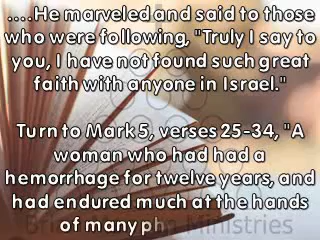 ....He marveled and said to those
who were following, "Truly I say to
you, I have not found such great
faith with anyone in Israel."
Turn to Mark 5, verses 25-34, "A
woman who had had a
hemorrhage for twelve years, and
had endured much at the hands
of many
Ministries